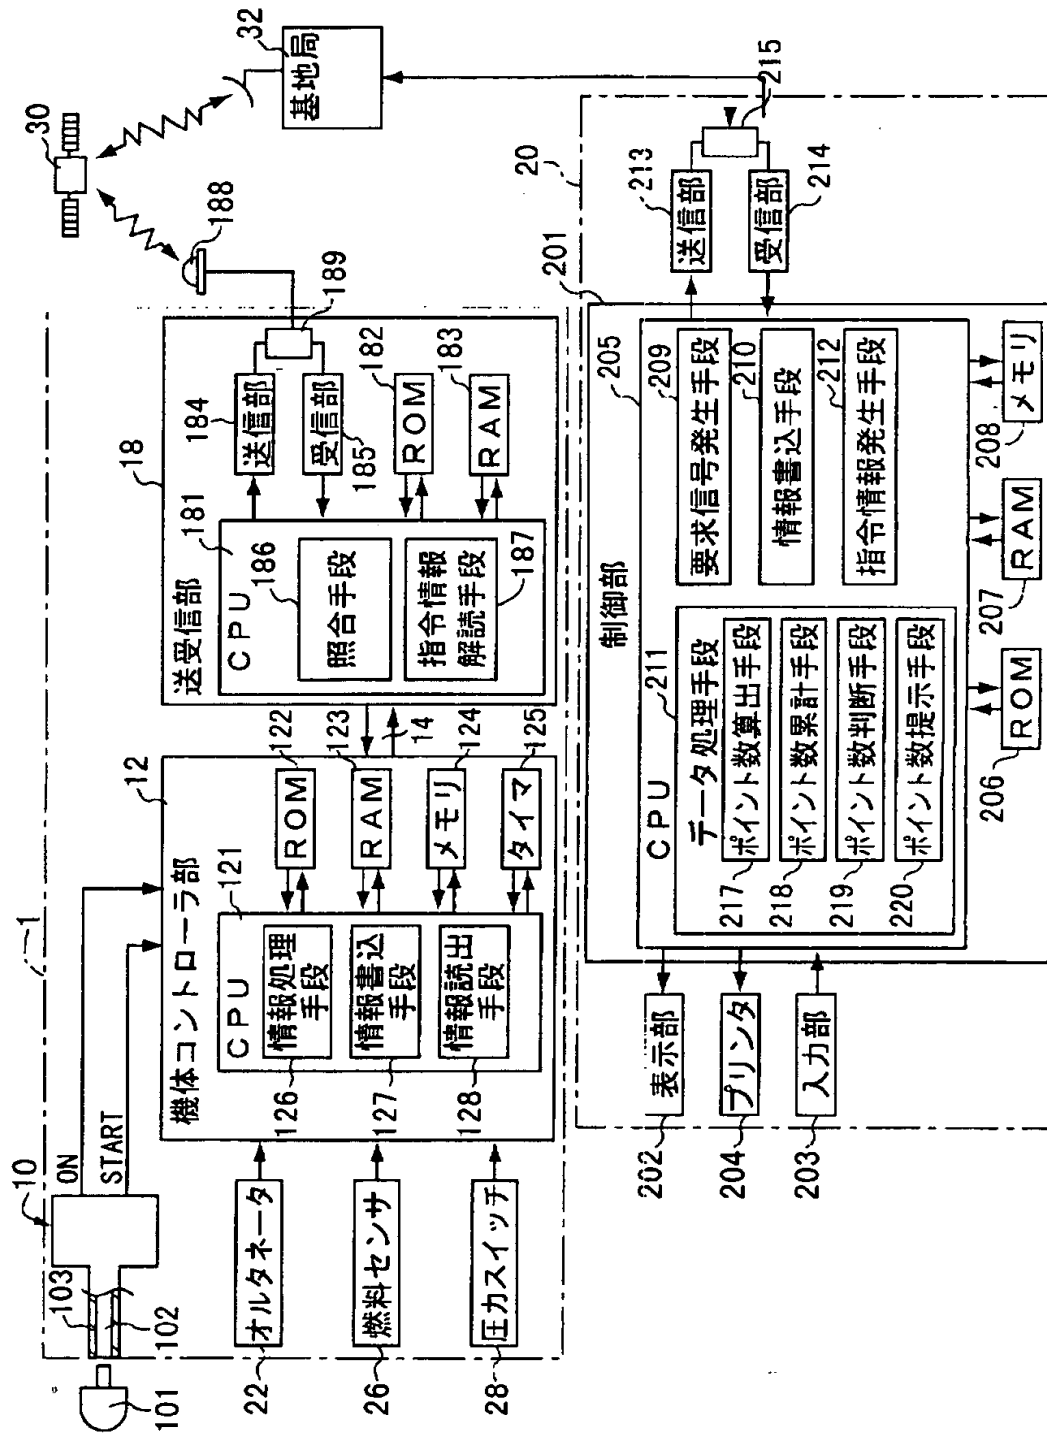 1
10
ON
START
103
102
101
12
機体コントローラ部
CPU
121
情報処理
手段
126
情報書込
手段
127
情報読出
手段
128
ROM
122
RAM
123
メモリ
124
タイマ
125
オルタネータ
22
燃料センサ
26
圧力スイッチ
28
14
18
送受信部
CPU
181
照合手段
186
指令情報
解読手段
187
送信部
184
受信部
185
ROM
182
RAM
183
189
188
30
基地局
32
20
201
制御部
205
CPU
データ処理手段
211
ポイント数算出手段
217
ポイント数累計手段
218
ポイント数判断手段
219
ポイント数提示手段
220
要求信号発生手段
209
情報書込手段
210
指令情報発生手段
212
送信部
213
受信部
214
215
表示部
202
プリンタ
204
入力部
203
ROM
206
RAM
207
メモリ
208